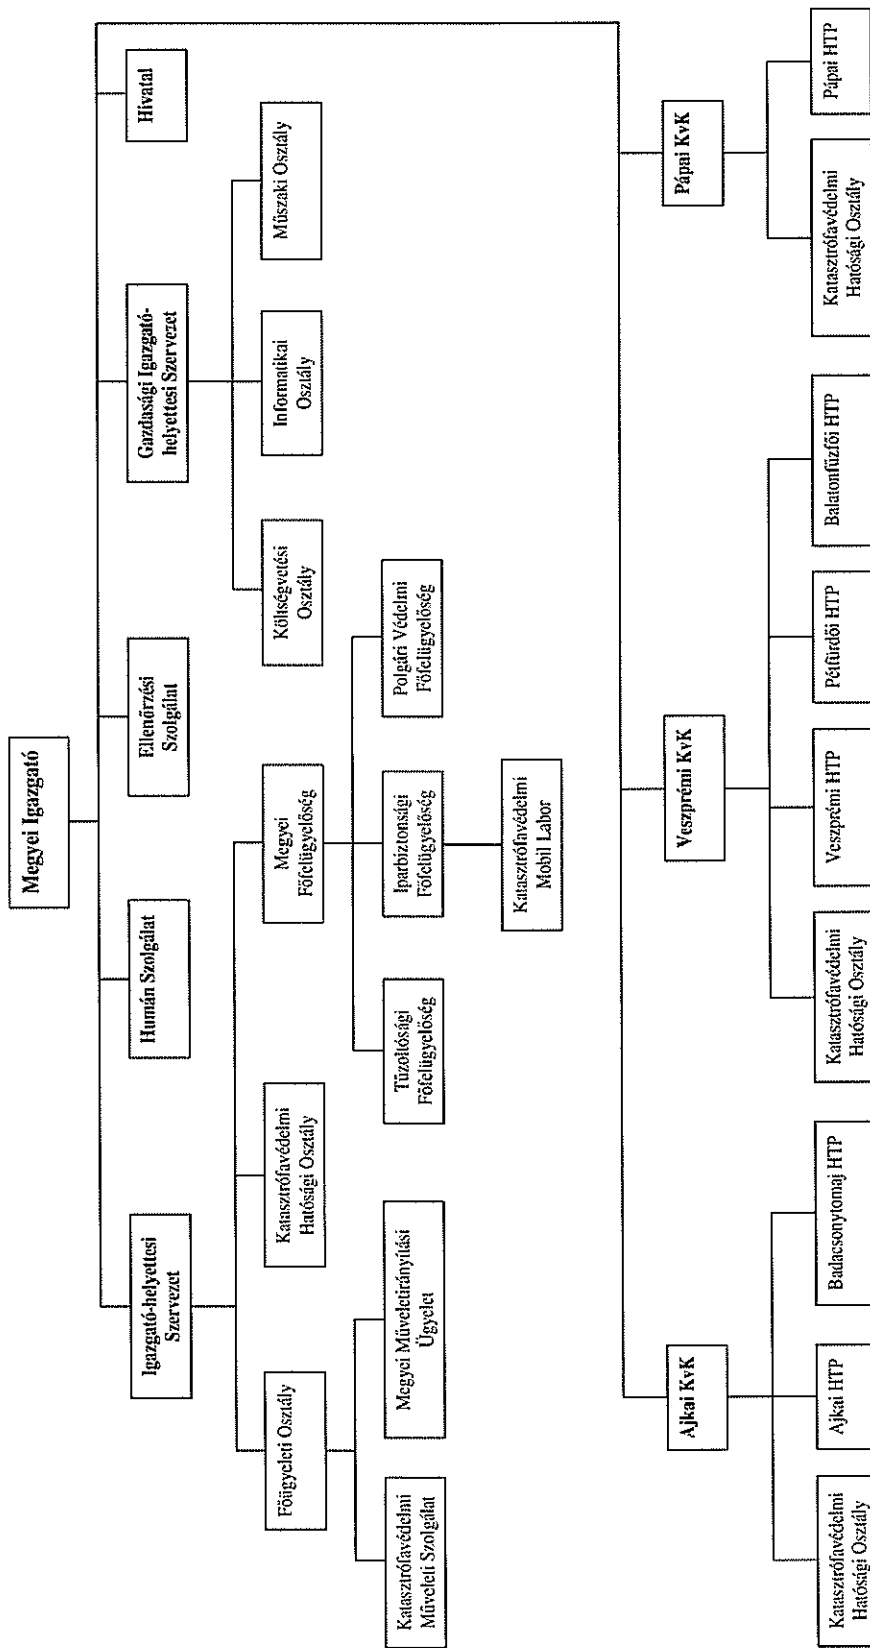 Megyei Igazgató
Igazgató-helyettesi
Szervezet
Humán Szolgálat
Ellenőrzési
Szolgálat
Gazdasági Igazgató-
helyettesi Szervezet
Hivatal
Főügyeleti Osztály
Katasztrófavédelmi
Hatósági Osztály
Megyei
Főfelügyelőség
Költségvetési
Osztály
Informatikai
Osztály
Műszaki Osztály
Katasztrófavédelmi
Műveleti Szolgálat
Megyei Műveletirányítási
Ügyelet
Tűzoltósági
Főfelügyelőség
Iparbiztonsági
Főfelügyelőség
Polgári Védelmi
Főfelügyelőség
Katasztrófavédelmi
Mobil Labor
Ajkai KvK
Veszprémi KvK
Pápai KvK
Katasztrófavédelmi
Hatósági Osztály
Ajkai HTP
Badacsonytomaj HTP
Katasztrófavédelmi
Hatósági Osztály
Veszprémi HTP
Pétfürdői HTP
Balatonfűzfői HTP
Katasztrófavédelmi
Hatósági Osztály
Pápai HTP